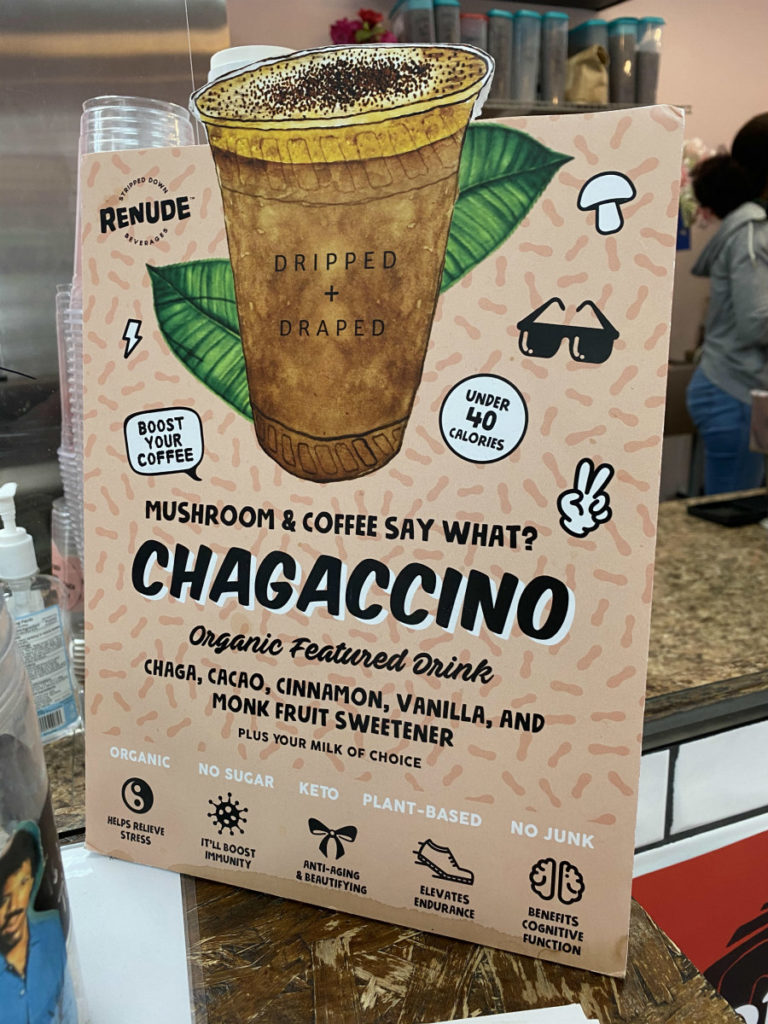 STRIPPED DOWN
RENUDE™
BEVERAGES
DRIPPED
+
DRAPED
UNDER
40
CALORIES
BOOST
YOUR
COFFEE
MUSHROOM & COFFEE SAY WHAT?
CHAGACCINO
Organic Featured Drink
CHAGA, CACAO, CINNAMON, VANILLA, AND
MONK FRUIT SWEETENER
PLUS YOUR MILK OF CHOICE
ORGANIC
HELPS RELIEVE
STRESS
NO SUGAR
IT'LL BOOST
IMMUNITY
KETO
ANTI-AGING
& BEAUTIFYING
PLANT-BASED
ELEVATES
ENDURANCE
NO JUNK
BENEFITS
COGNITIVE
FUNCTION